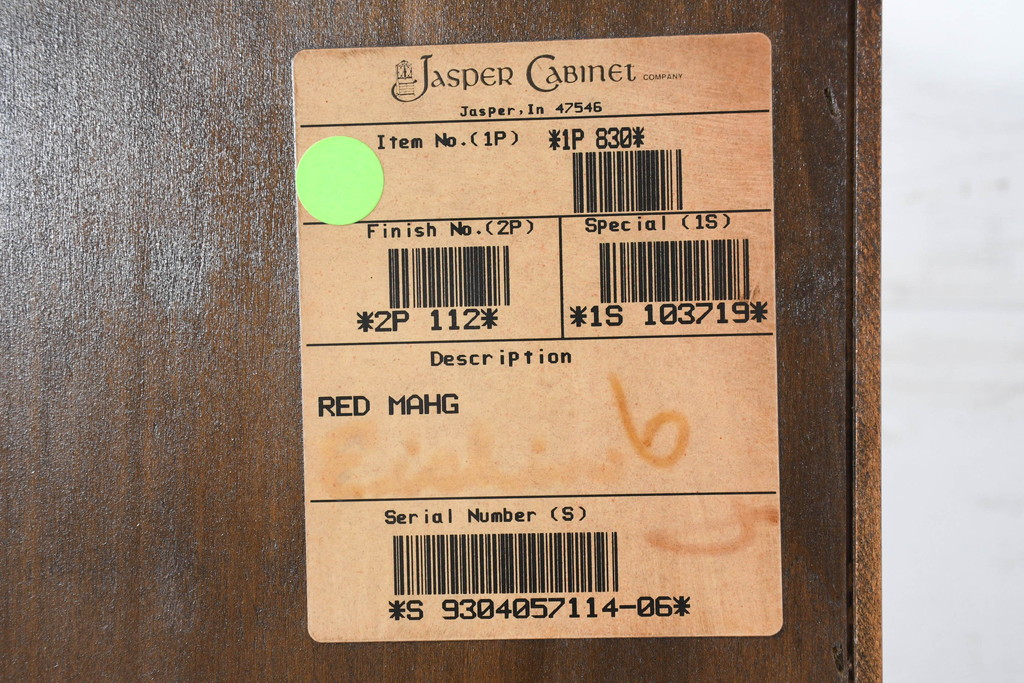 Jasper Cabinet COMPANY
Jasper,In 47546
Item No.(1P) *1P 830*
Finish No.(2P) Special (1S)
*2P 112* *1S 103719*
Description
RED MAHG
6
Serial Number (S)
*S 9304057114-06*